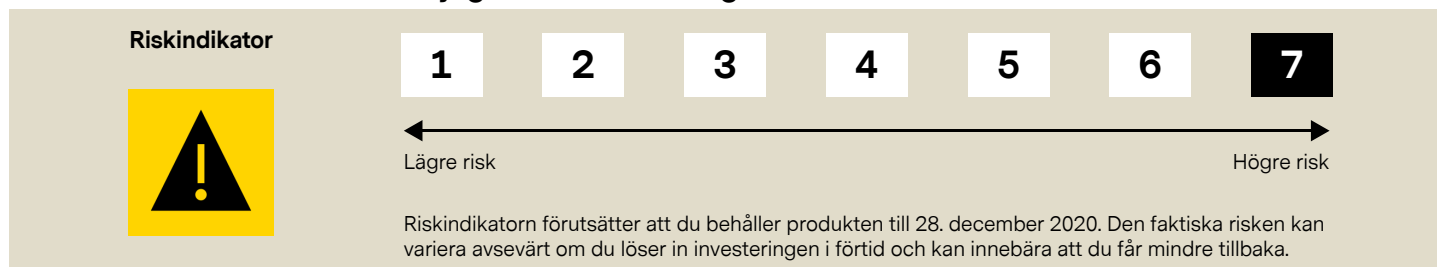 Riskindikator
1 2 3 4 5 6 7
Lägre risk Högre risk
Riskindikatorn förutsätter att du behåller produkten till 28. december 2020. Den faktiska risken kan
variera avsevärt om du löser in investeringen i förtid och kan innebära att du får mindre tillbaka.